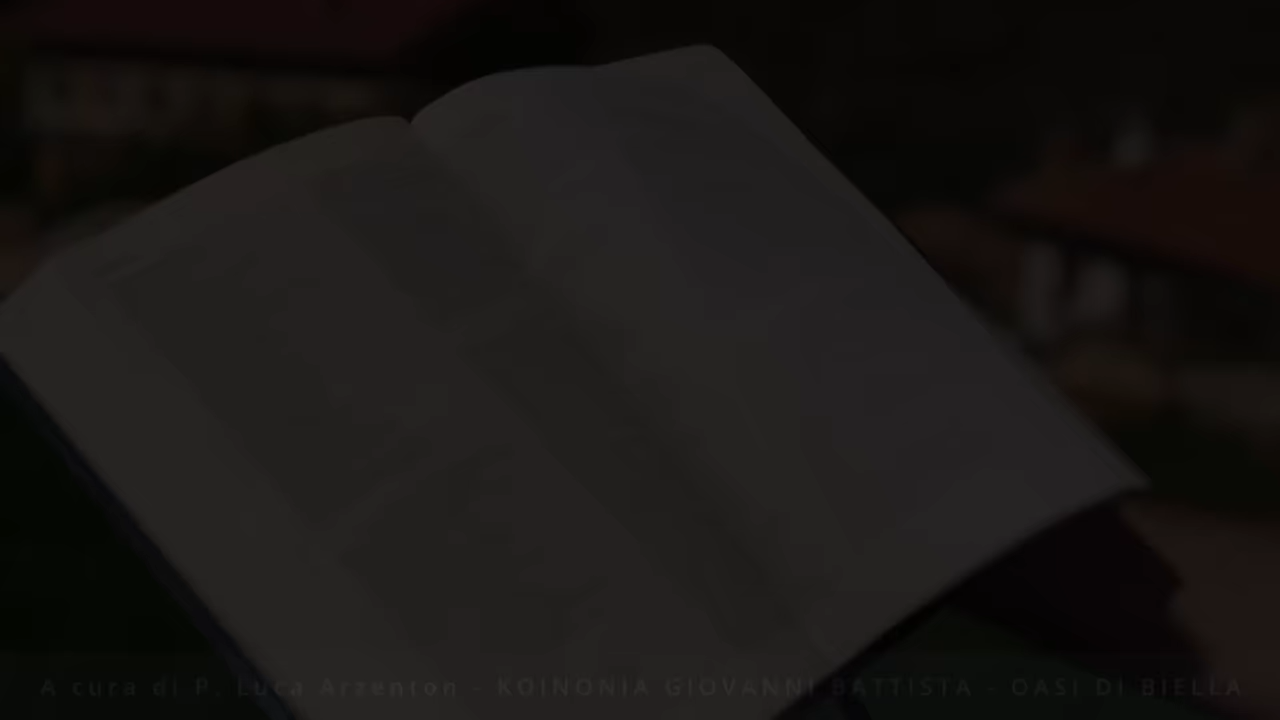 A cura di P. Luca Arzenton - KOINONIA GIOVANNI BATTISTA - OASI DI BIELLA